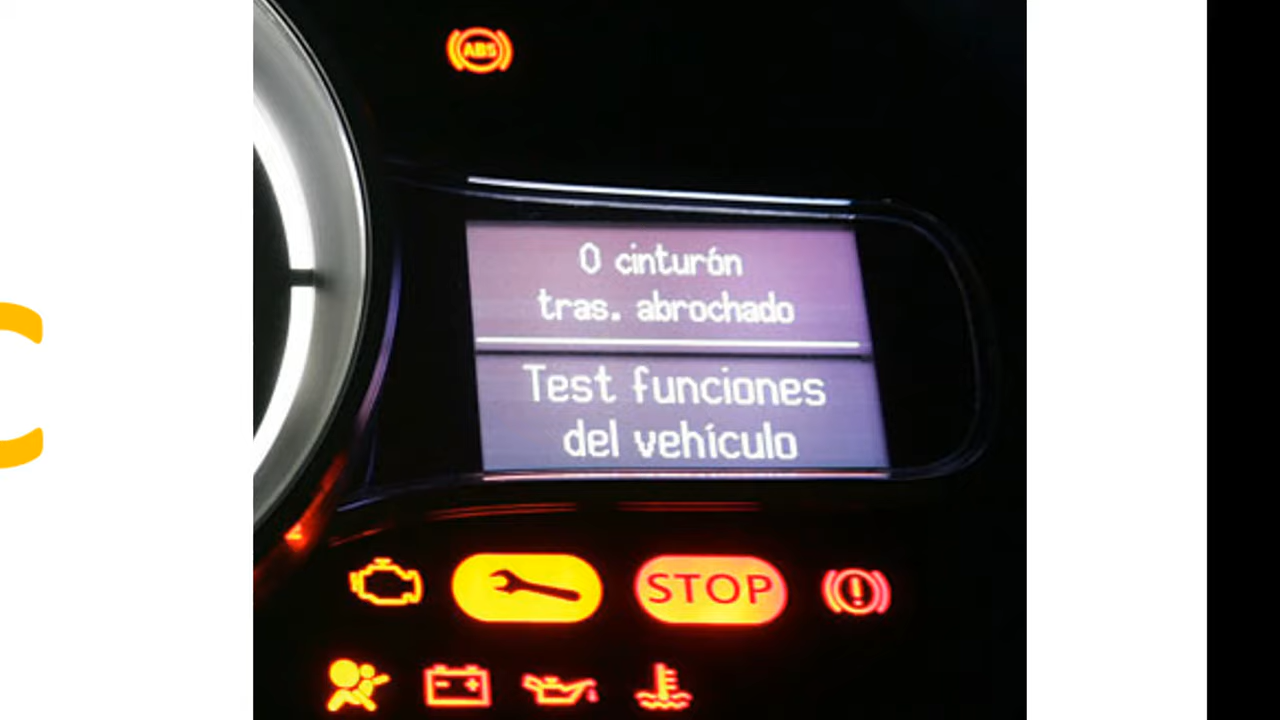 ABS
0 cinturón
tras. abrochado
Test funciones
del vehículo
STOP